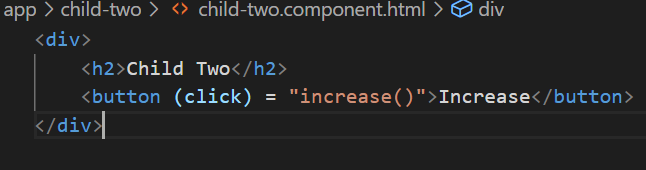 app > child-two > <> child-two.component.html > div
<div>
<h2>Child Two</h2>
<button (click) = "increase()">Increase</button>
</div>